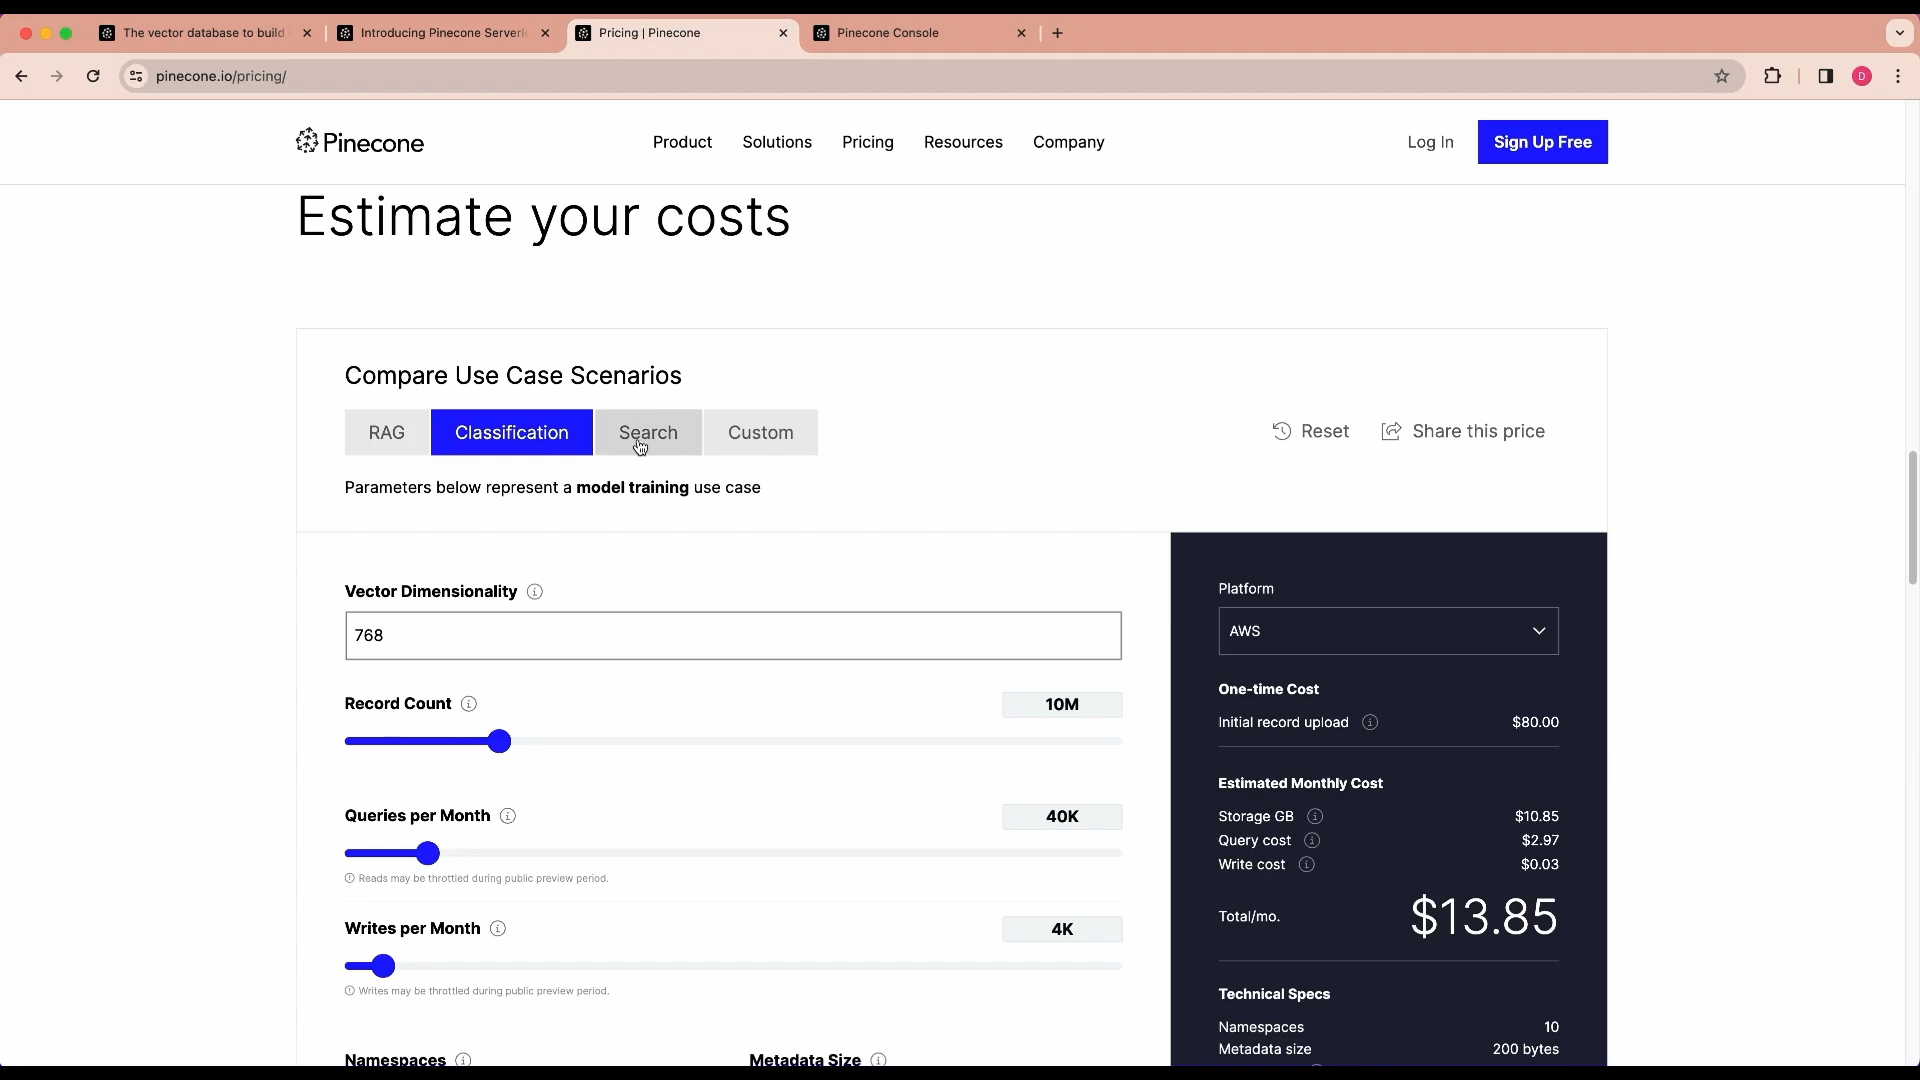 The vector database to build
Introducing Pinecone Serverl
Pricing | Pinecone
Pinecone Console
pinecone.io/pricing/
D
Pinecone
Product
Solutions
Pricing
Resources
Company
Log In
Sign Up Free
Estimate your costs
Compare Use Case Scenarios
RAG
Classification
Search
Custom
Reset
Share this price
Parameters below represent a model training use case
Vector Dimensionality
768
Record Count
10M
Queries per Month
40K
Reads may be throttled during public preview period.
Writes per Month
4K
Writes may be throttled during public preview period.
Namespaces
Metadata Size
Platform
AWS
One-time Cost
Initial record upload $80.00
Estimated Monthly Cost
Storage GB $10.85
Query cost $2.97
Write cost $0.03
Total/mo. $13.85
Technical Specs
Namespaces 10
Metadata size 200 bytes